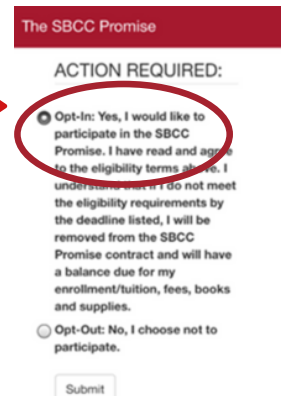 The SBCC Promise
ACTION REQUIRED:
Opt-In: Yes, I would like to
participate in the SBCC
Promise. I have read and agree
to the eligibility terms above. I
understand that if I do not meet
the eligibility requirements by
the deadline listed, I will be
removed from the SBCC
Promise contract and will have
a balance due for my
enrollment/tuition, fees, books
and supplies.
Opt-Out: No, I choose not to
participate.
Submit